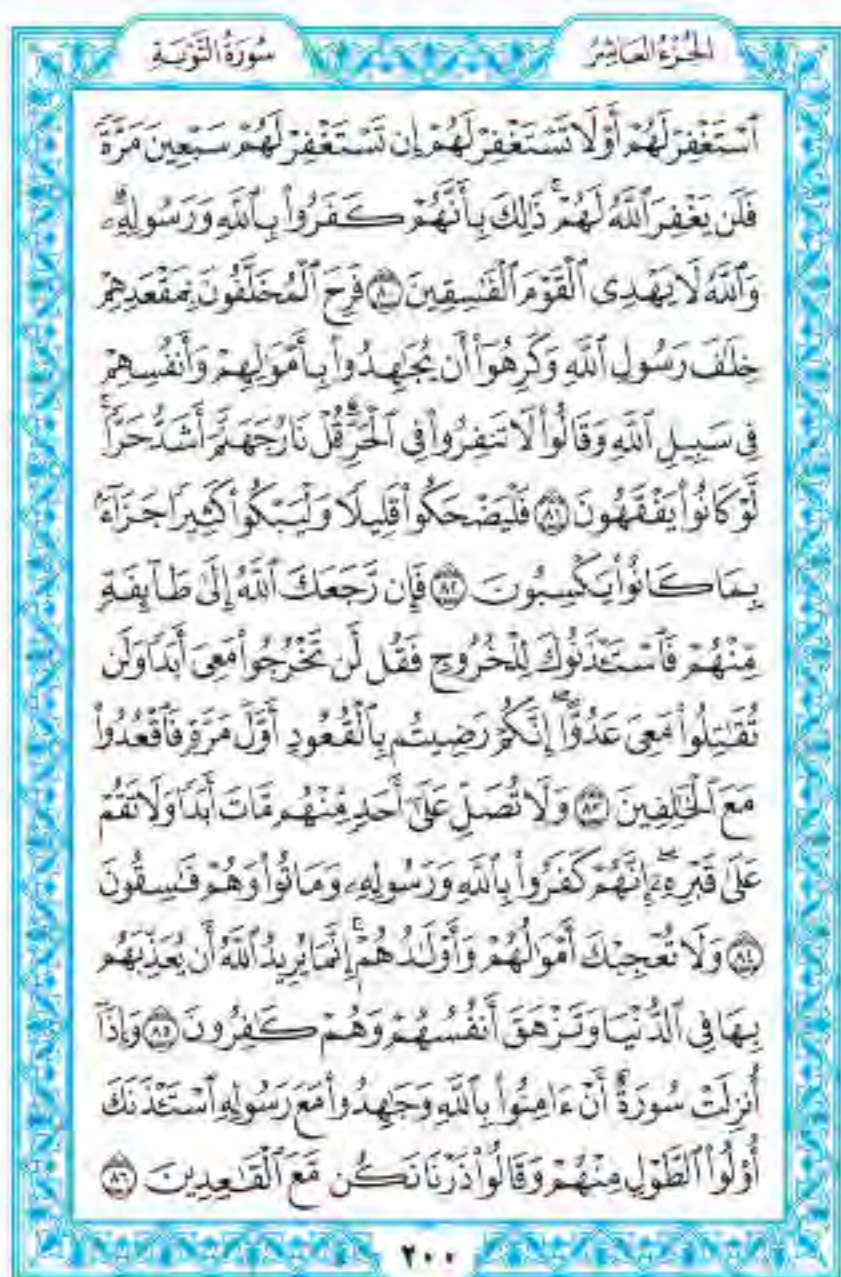 الجُزْءُ العَاشِرُ
سُورَةُ التَّوْبَةِ
ٱسْتَغْفِرْ لَهُمْ أَوْ لَا تَسْتَغْفِرْ لَهُمْ إِن تَسْتَغْفِرْ لَهُمْ سَبْعِينَ مَرَّةً
فَلَن يَغْفِرَ ٱللَّهُ لَهُمْ ۚ ذَٰلِكَ بِأَنَّهُمْ كَفَرُوا۟ بِٱللَّهِ وَرَسُولِهِۦ ۗ
وَٱللَّهُ لَا يَهْدِى ٱلْقَوْمَ ٱلْفَٰسِقِينَ ۝٨٠ فَرِحَ ٱلْمُخَلَّفُونَ بِمَقْعَدِهِمْ
خِلَٰفَ رَسُولِ ٱللَّهِ وَكَرِهُوٓا۟ أَن يُجَٰهِدُوا۟ بِأَمْوَٰلِهِمْ وَأَنفُسِهِمْ
فِى سَبِيلِ ٱللَّهِ وَقَالُوا۟ لَا تَنفِرُوا۟ فِى ٱلْحَرِّ ۗ قُلْ نَارُ جَهَنَّمَ أَشَدُّ حَرًّا ۚ
لَّوْ كَانُوا۟ يَفْقَهُونَ ۝٨١ فَلْيَضْحَكُوا۟ قَلِيلًا وَلْيَبْكُوا۟ كَثِيرًا جَزَآءًۢ
بِمَا كَانُوا۟ يَكْسِبُونَ ۝٨٢ فَإِن رَّجَعَكَ ٱللَّهُ إِلَىٰ طَآئِفَةٍ
مِّنْهُمْ فَٱسْتَـْٔذَنُوكَ لِلْخُرُوجِ فَقُل لَّن تَخْرُجُوا۟ مَعِىَ أَبَدًا وَلَن
تُقَٰتِلُوا۟ مَعِىَ عَدُوًّا ۖ إِنَّكُمْ رَضِيتُم بِٱلْقُعُودِ أَوَّلَ مَرَّةٍ فَٱقْعُدُوا۟
مَعَ ٱلْخَٰلِفِينَ ۝٨٣ وَلَا تُصَلِّ عَلَىٰٓ أَحَدٍ مِّنْهُم مَّاتَ أَبَدًا وَلَا تَقُمْ
عَلَىٰ قَبْرِهِۦٓ ۖ إِنَّهُمْ كَفَرُوا۟ بِٱللَّهِ وَرَسُولِهِۦ وَمَاتُوا۟ وَهُمْ فَٰسِقُونَ
۝٨٤ وَلَا تُعْجِبْكَ أَمْوَٰلُهُمْ وَأَوْلَٰدُهُمْ ۚ إِنَّمَا يُرِيدُ ٱللَّهُ أَن يُعَذِّبَهُم
بِهَا فِى ٱلدُّنْيَا وَتَزْهَقَ أَنفُسُهُمْ وَهُمْ كَٰفِرُونَ ۝٨٥ وَإِذَآ
أُنزِلَتْ سُورَةٌ أَنْ ءَامِنُوا۟ بِٱللَّهِ وَجَٰهِدُوا۟ مَعَ رَسُولِهِ ٱسْتَـْٔذَنَكَ
أُو۟لُوا۟ ٱلطَّوْلِ مِنْهُمْ وَقَالُوا۟ ذَرْنَا نَكُن مَّعَ ٱلْقَٰعِدِينَ ۝٨٦
٢٠٠